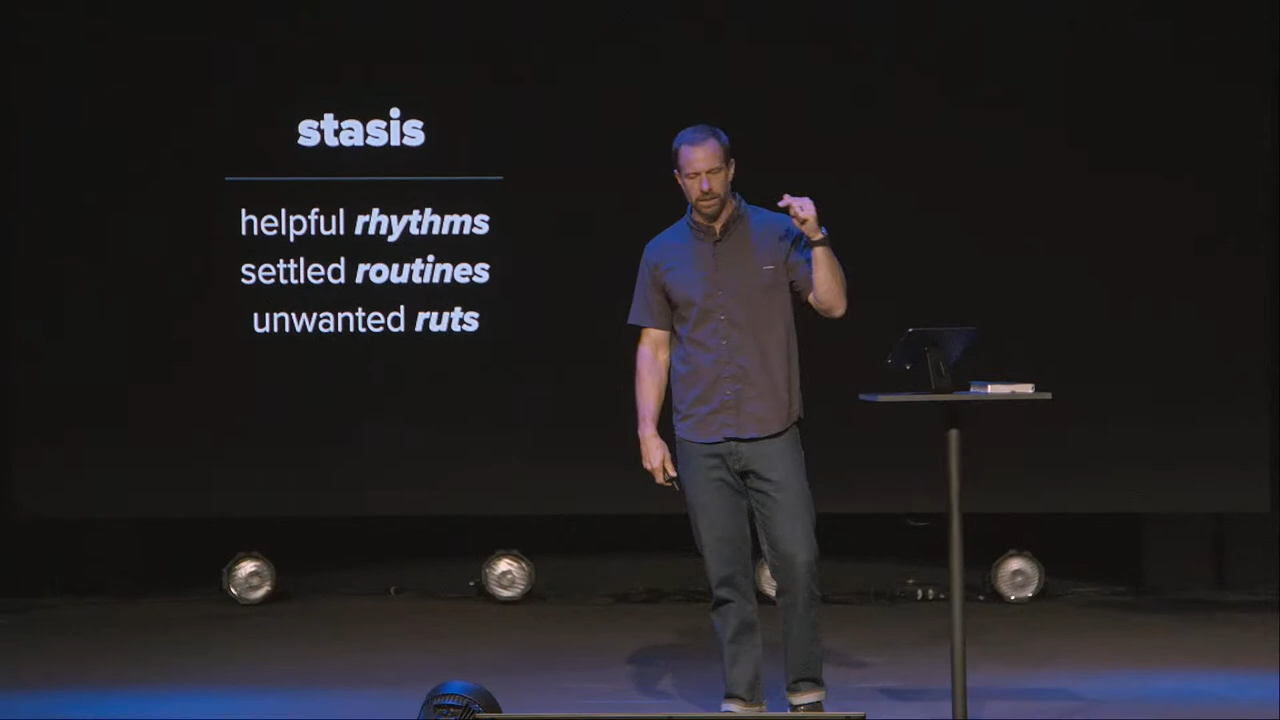 stasis
helpful rhythms
settled routines
unwanted ruts